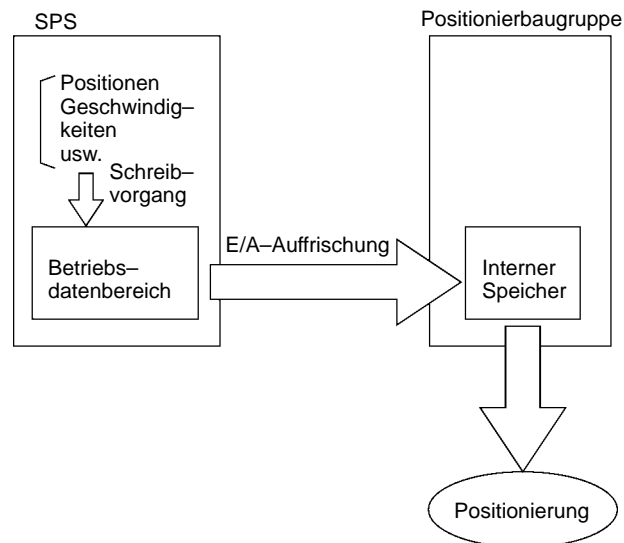 SPS
Positionierbaugruppe
Positionen
Geschwindig–
keiten
usw.
Schreib–
vorgang
Betriebs–
datenbereich
E/A–Auffrischung
Interner
Speicher
Positionierung